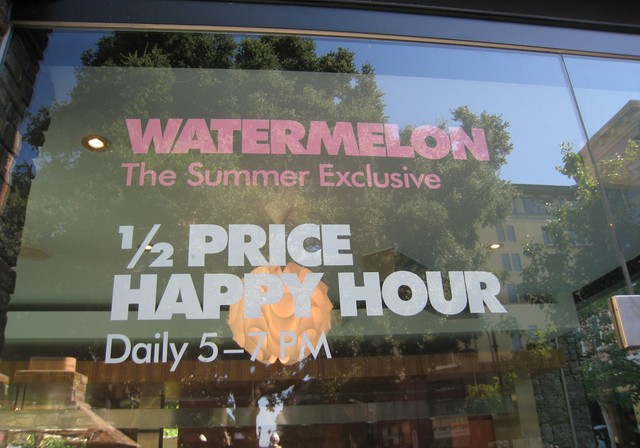 WATERMELON
The Summer Exclusive
½ PRICE
HAPPY HOUR
Daily 5–7 PM